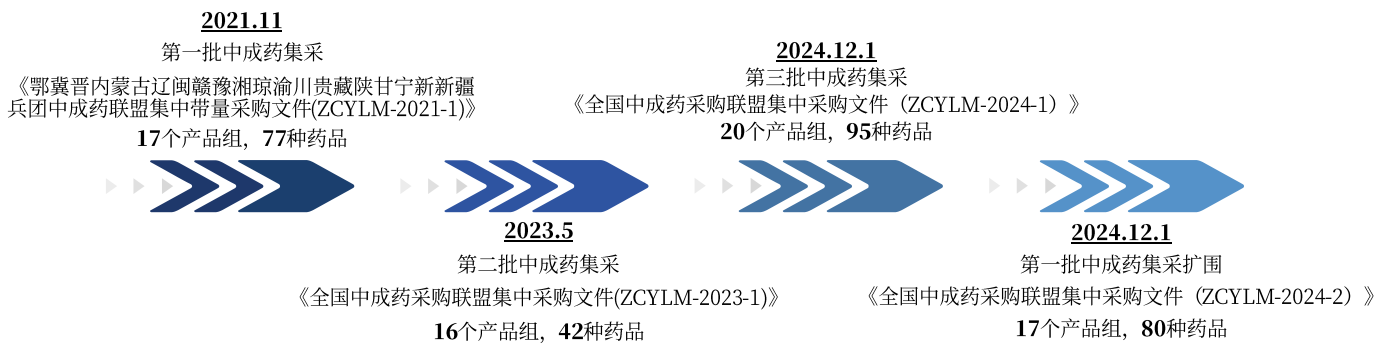 2021.11
第一批中成药集采
《鄂冀晋内蒙古辽闽赣豫湘琼渝川贵藏陕甘宁新新疆
兵团中成药联盟集中带量采购文件(ZCYLM-2021-1)》
17个产品组，77种药品
2023.5
第二批中成药集采
《全国中成药采购联盟集中采购文件(ZCYLM-2023-1)》
16个产品组，42种药品
2024.12.1
第三批中成药集采
《全国中成药采购联盟集中采购文件（ZCYLM-2024-1）》
20个产品组，95种药品
2024.12.1
第一批中成药集采扩围
《全国中成药采购联盟集中采购文件（ZCYLM-2024-2）》
17个产品组，80种药品